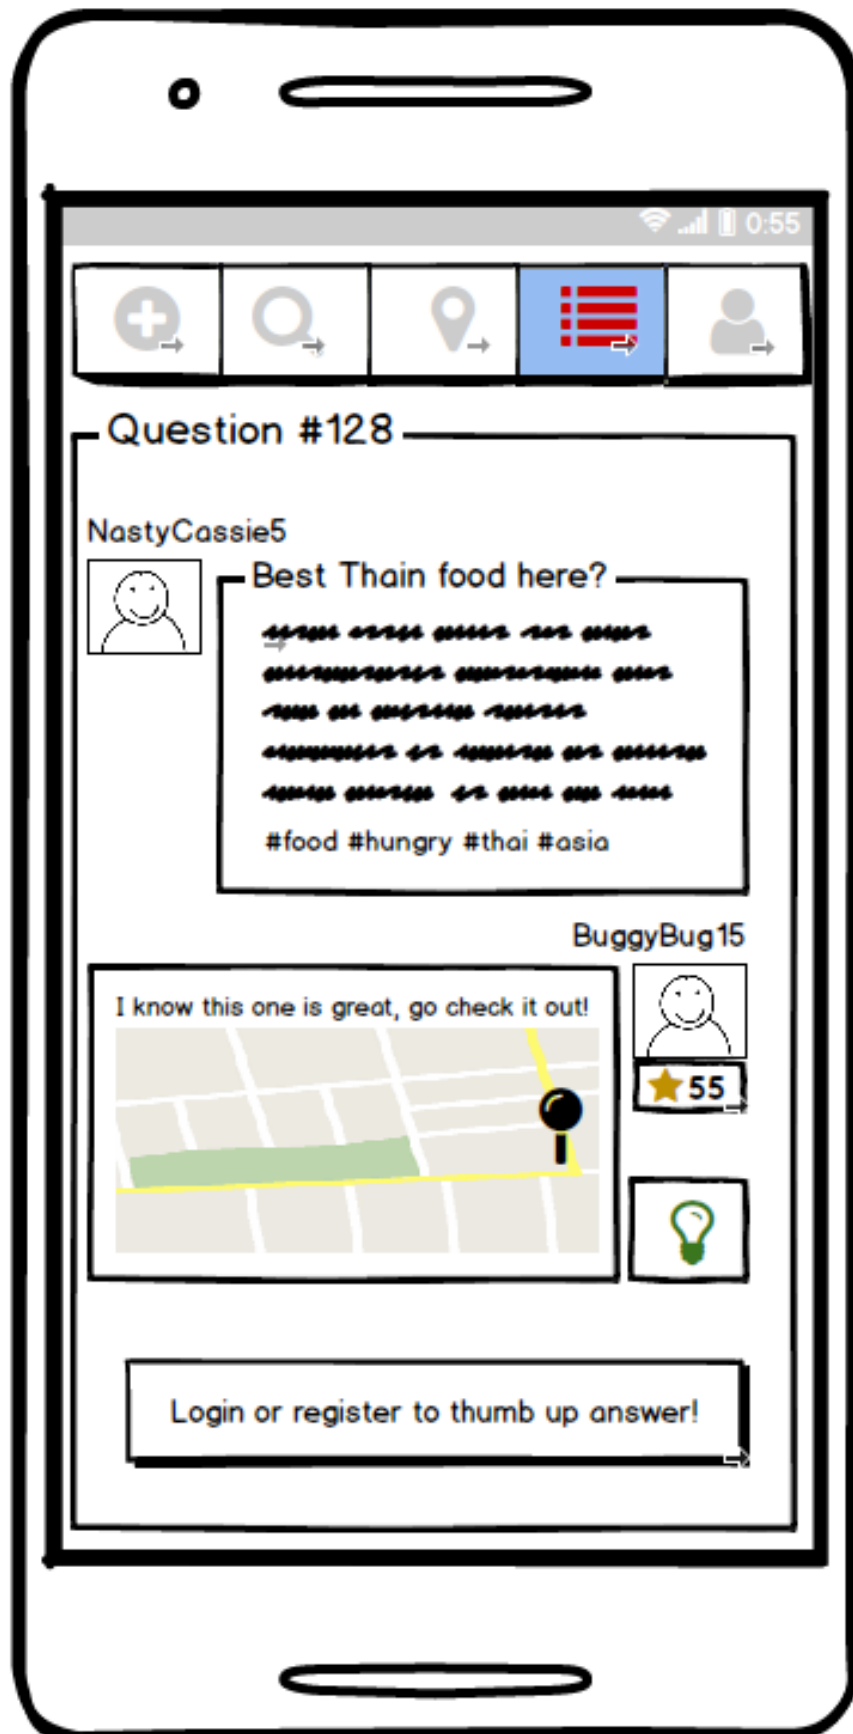 0:55
Question #128
NastyCassie5
Best Thain food here?
#food #hungry #thai #asia
BuggyBug15
I know this one is great, go check it out!
55
Login or register to thumb up answer!